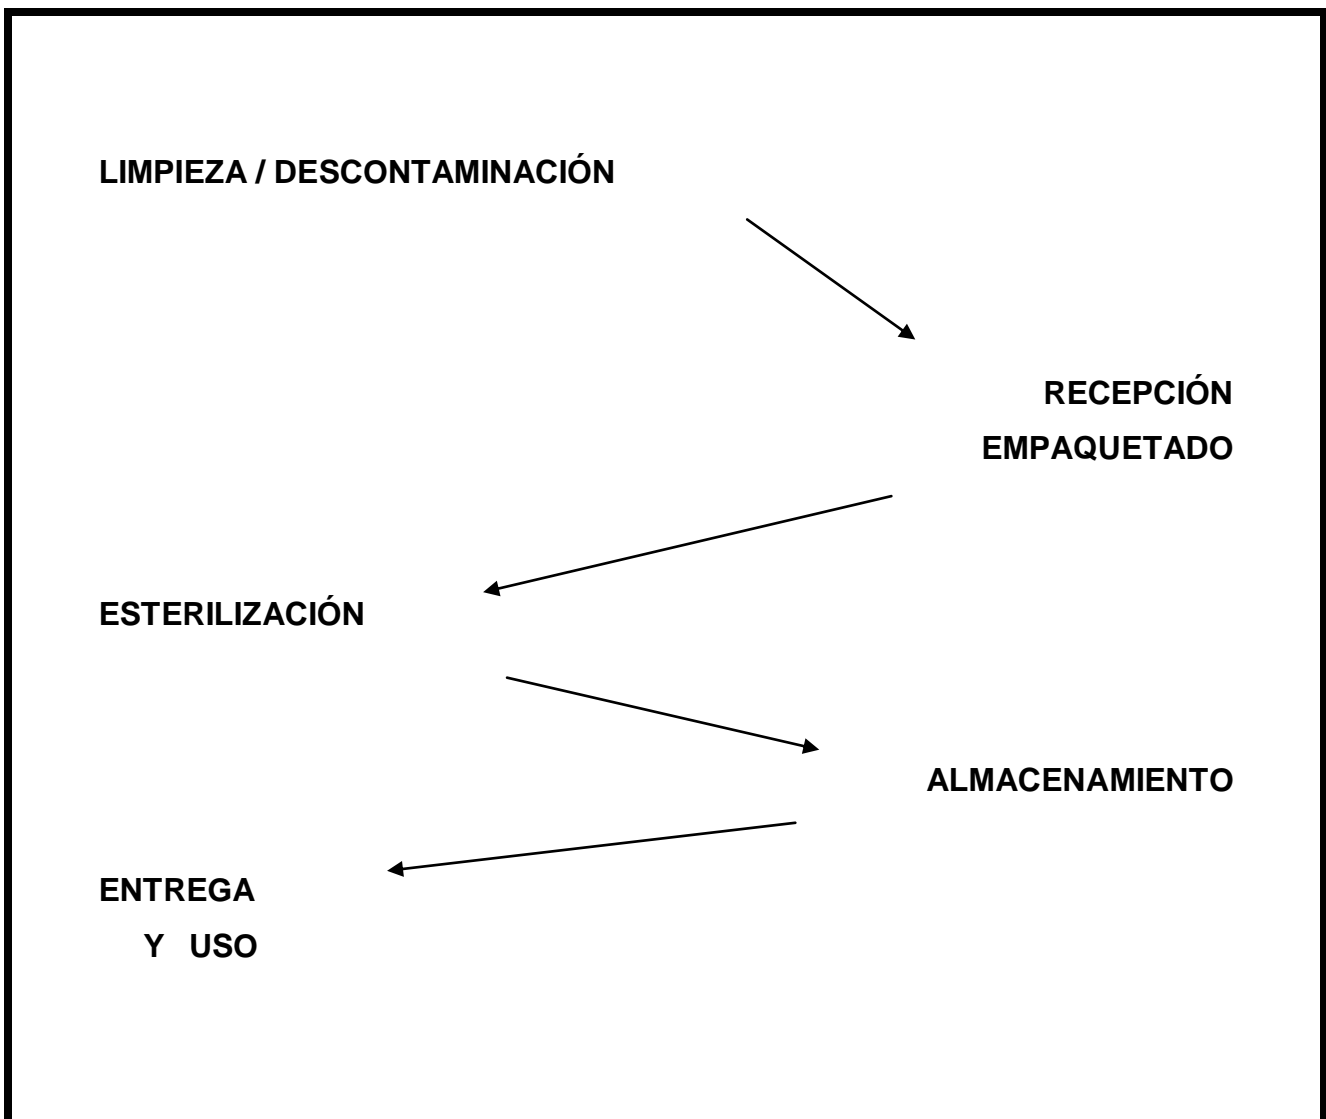 LIMPIEZA / DESCONTAMINACIÓN
RECEPCIÓN
EMPAQUETADO
ESTERILIZACIÓN
ALMACENAMIENTO
ENTREGA
Y USO